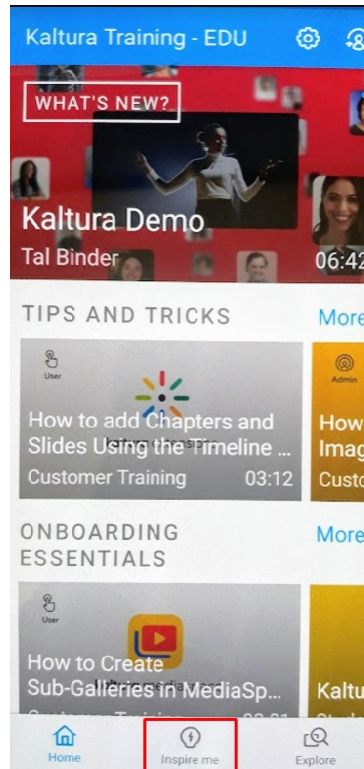 Kaltura Training - EDU
WHAT'S NEW?
Kaltura Demo
Tal Binder
06:42
TIPS AND TRICKS
More
User
Admin
How to add Chapters and
Slides Using the Timeline ...
Customer Training
03:12
How
Imag
Custo
ONBOARDING
ESSENTIALS
More
User
How to Create
Sub-Galleries in MediaSp...
Kaltu
Home
Inspire me
Explore